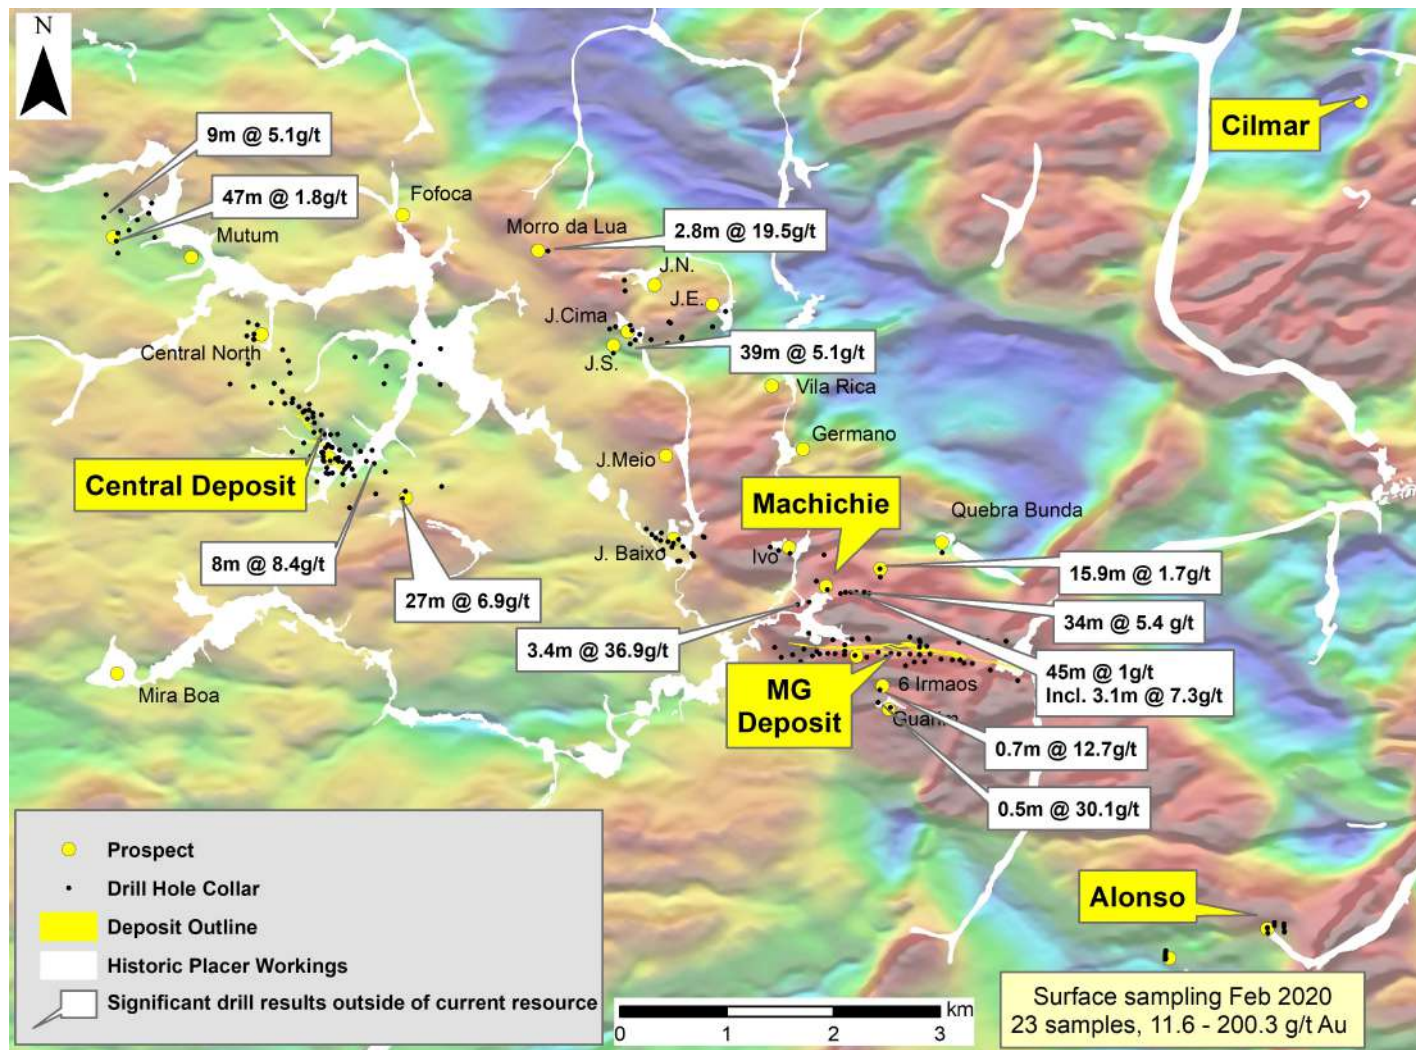 N
Cilmar
9m @ 5.1g/t
47m @ 1.8g/t
Fofoca
Mutum
Morro da Lua
2.8m @ 19.5g/t
J.N.
J.E.
J.Cima
Central North
39m @ 5.1g/t
J.S.
Vila Rica
Germano
J.Meio
Central Deposit
Machichie
Quebra Bunda
8m @ 8.4g/t
J. Baixo
Ivo
15.9m @ 1.7g/t
27m @ 6.9g/t
34m @ 5.4 g/t
3.4m @ 36.9g/t
45m @ 1g/t
Incl. 3.1m @ 7.3g/t
Mira Boa
MG
Deposit
6 Irmaos
Guarim
0.7m @ 12.7g/t
0.5m @ 30.1g/t
Prospect
Drill Hole Collar
Deposit Outline
Historic Placer Workings
Significant drill results outside of current resource
Alonso
km
0 1 2 3
Surface sampling Feb 2020
23 samples, 11.6 - 200.3 g/t Au